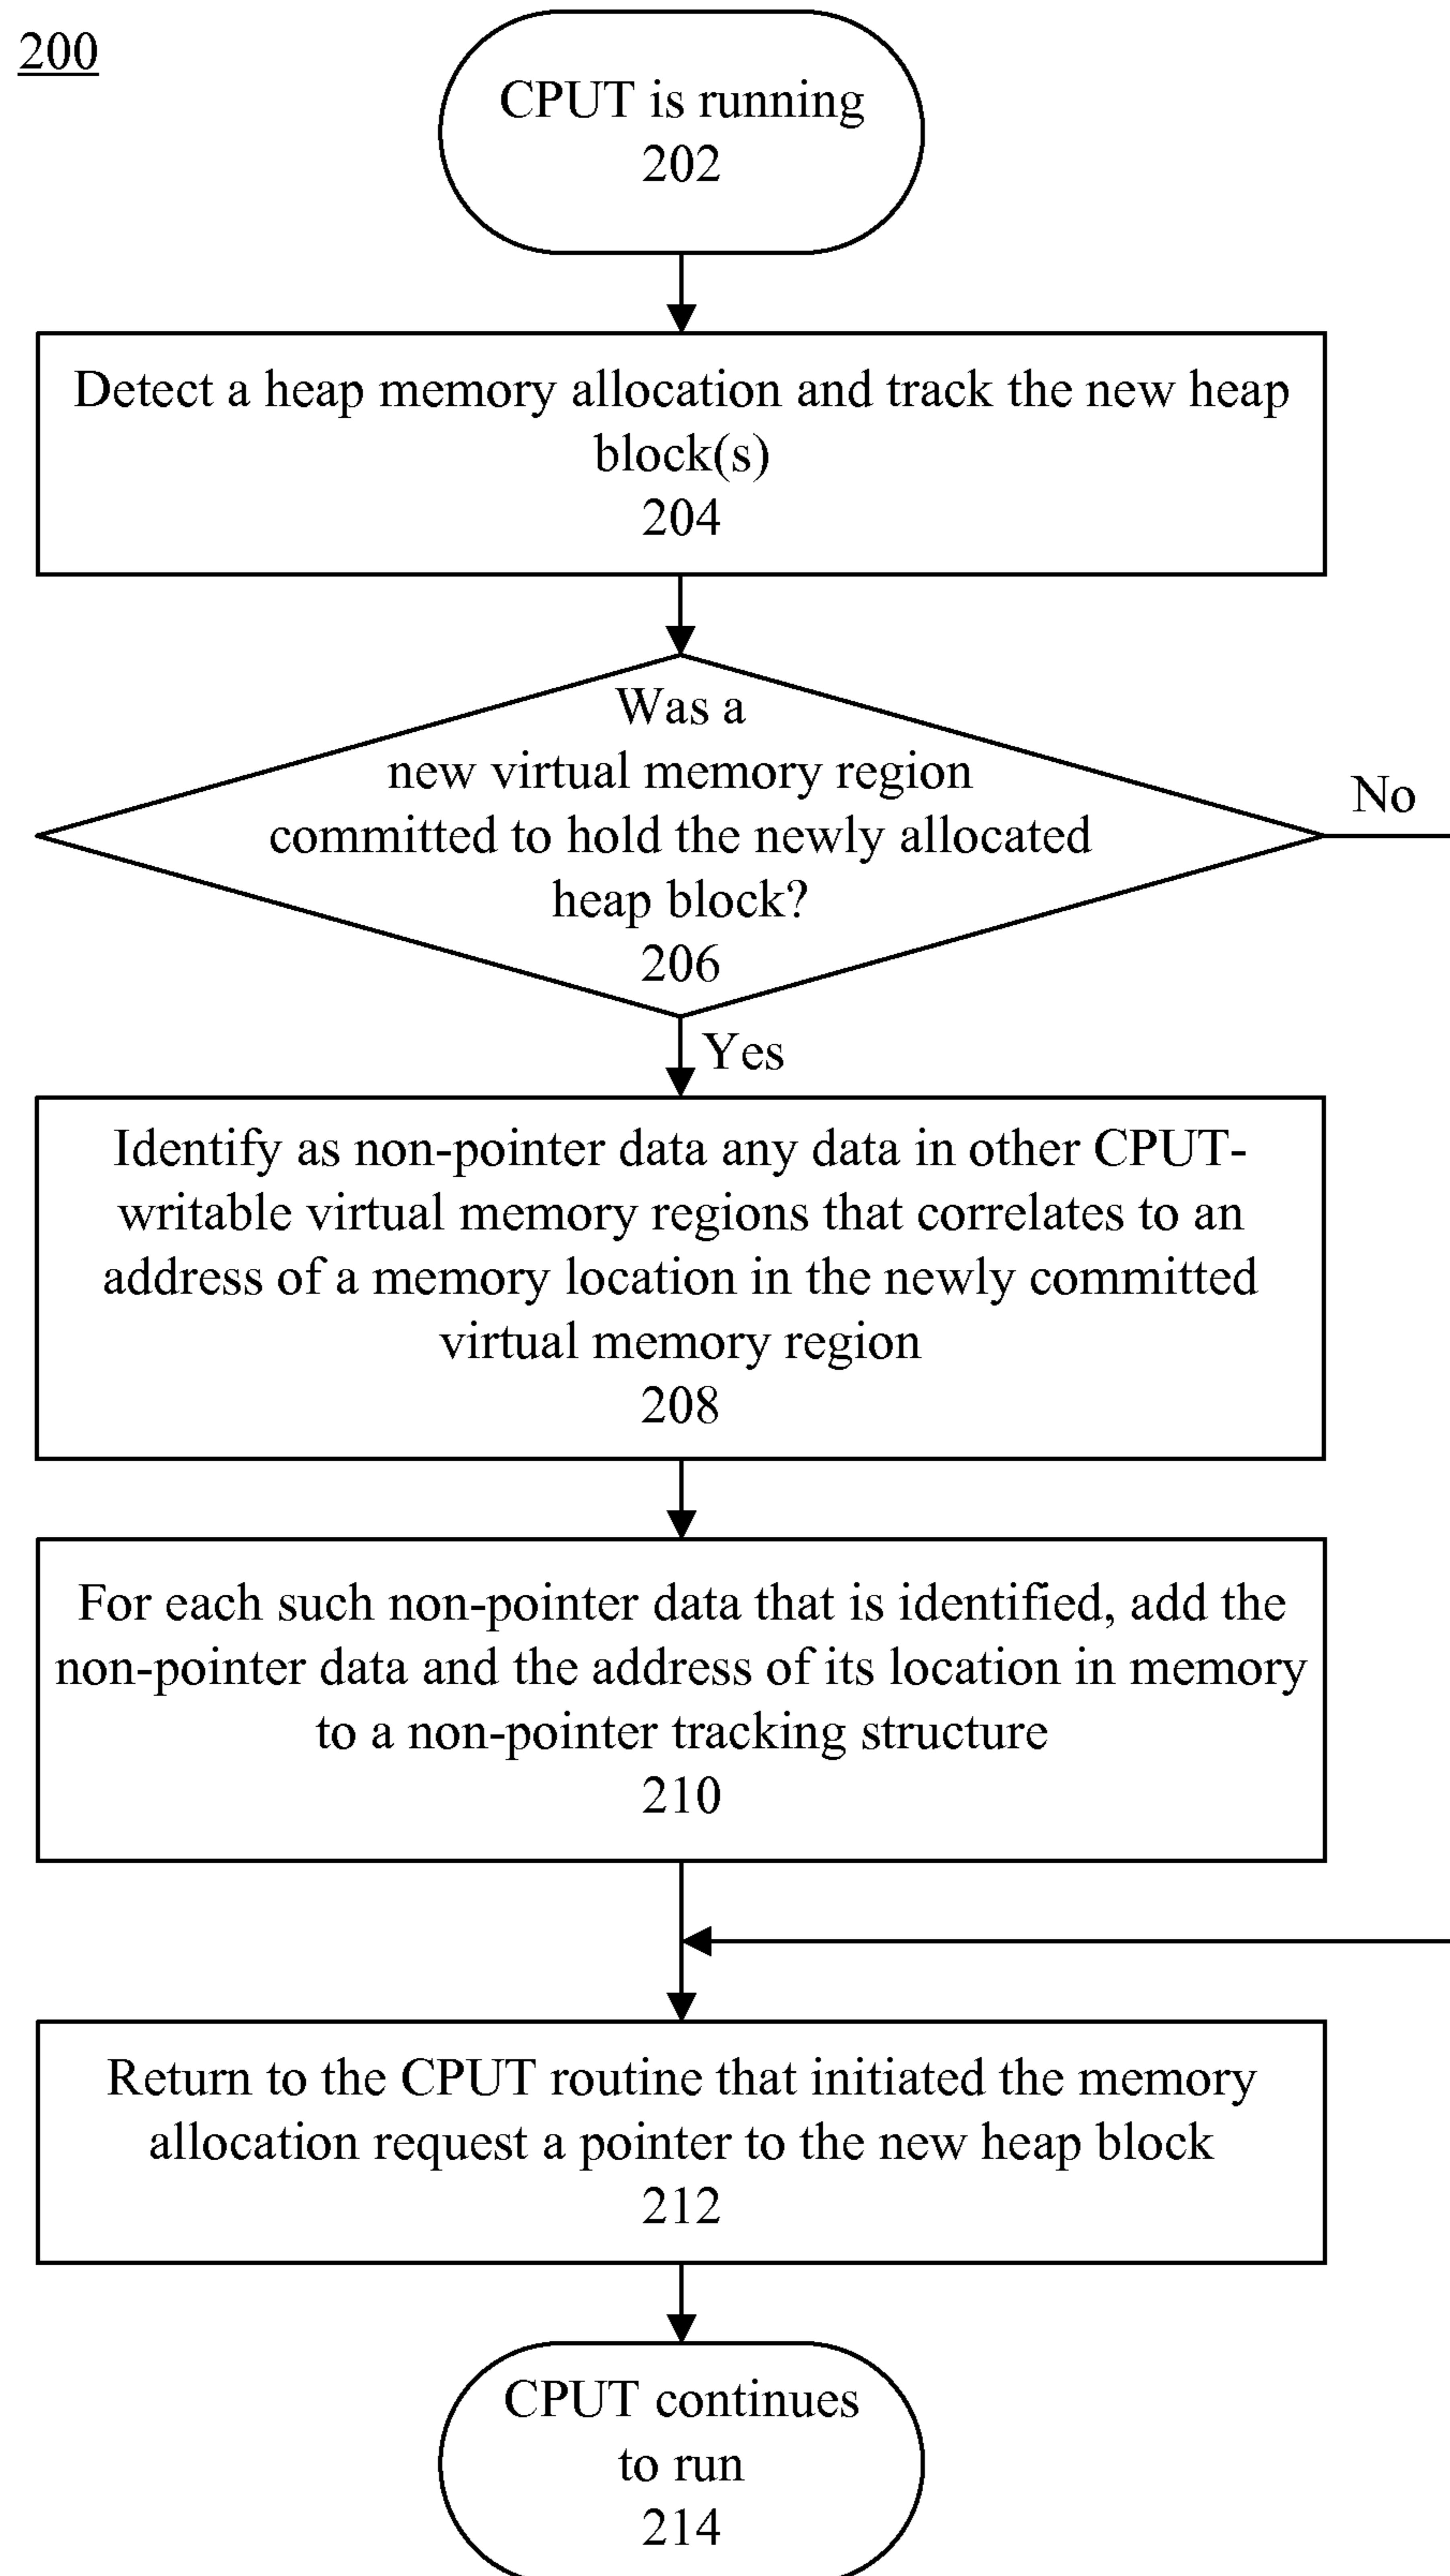 200
CPUT is running
202
Detect a heap memory allocation and track the new heap
block(s)
204
Was a
new virtual memory region
committed to hold the newly allocated
heap block?
206
No
Yes
Identify as non-pointer data any data in other CPUT-
writable virtual memory regions that correlates to an
address of a memory location in the newly committed
virtual memory region
208
For each such non-pointer data that is identified, add the
non-pointer data and the address of its location in memory
to a non-pointer tracking structure
210
Return to the CPUT routine that initiated the memory
allocation request a pointer to the new heap block
212
CPUT continues
to run
214